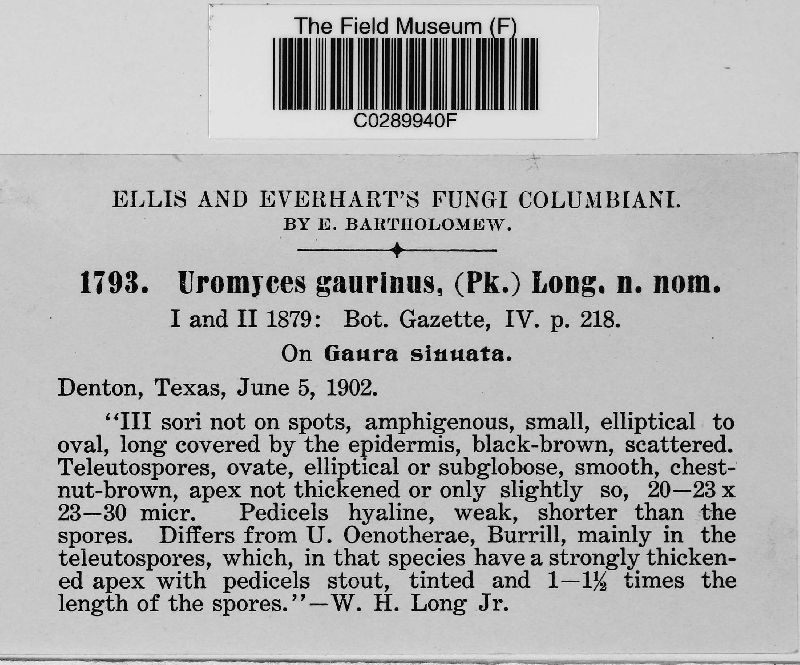 The Field Museum (F)
C0289940F
ELLIS AND EVERHART'S FUNGI COLUMBIANI.
BY E. BARTHOLOMEW.
1793. Uromyces gaurinus, (Pk.) Long. n. nom.
I and II 1879: Bot. Gazette, IV. p. 218.
On Gaura sinuata.
Denton, Texas, June 5, 1902.
"III sori not on spots, amphigenous, small, elliptical to
oval, long covered by the epidermis, black-brown, scattered.
Teleutospores, ovate, elliptical or subglobose, smooth, chest-
nut-brown, apex not thickened or only slightly so, 20—23 x
23—30 micr. Pedicels hyaline, weak, shorter than the
spores. Differs from U. Oenotherae, Burrill, mainly in the
teleutospores, which, in that species have a strongly thicken-
ed apex with pedicels stout, tinted and 1—1½ times the
length of the spores."—W. H. Long Jr.